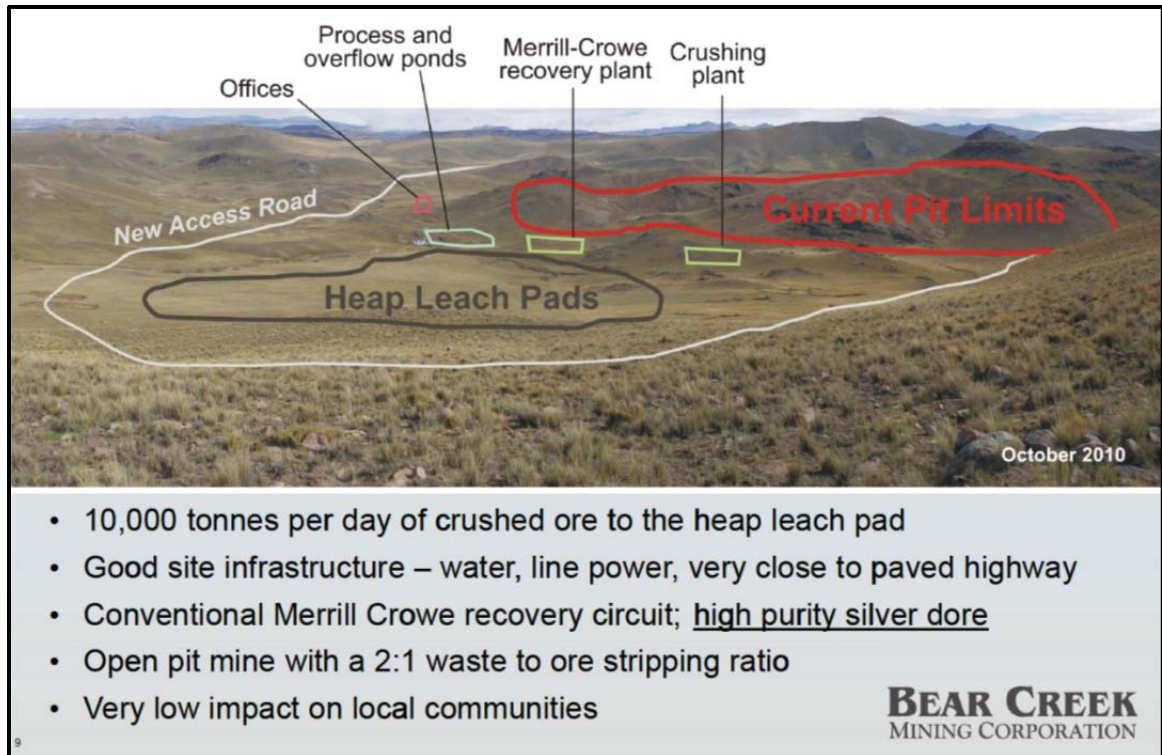 Process and
overflow ponds
Merrill-Crowe
recovery plant
Crushing
plant
Offices
New Access Road
Current Pit Limits
Heap Leach Pads
October 2010
• 10,000 tonnes per day of crushed ore to the heap leach pad
• Good site infrastructure – water, line power, very close to paved highway
• Conventional Merrill Crowe recovery circuit; high purity silver dore
• Open pit mine with a 2:1 waste to ore stripping ratio
• Very low impact on local communities
BEAR CREEK
MINING CORPORATION
9